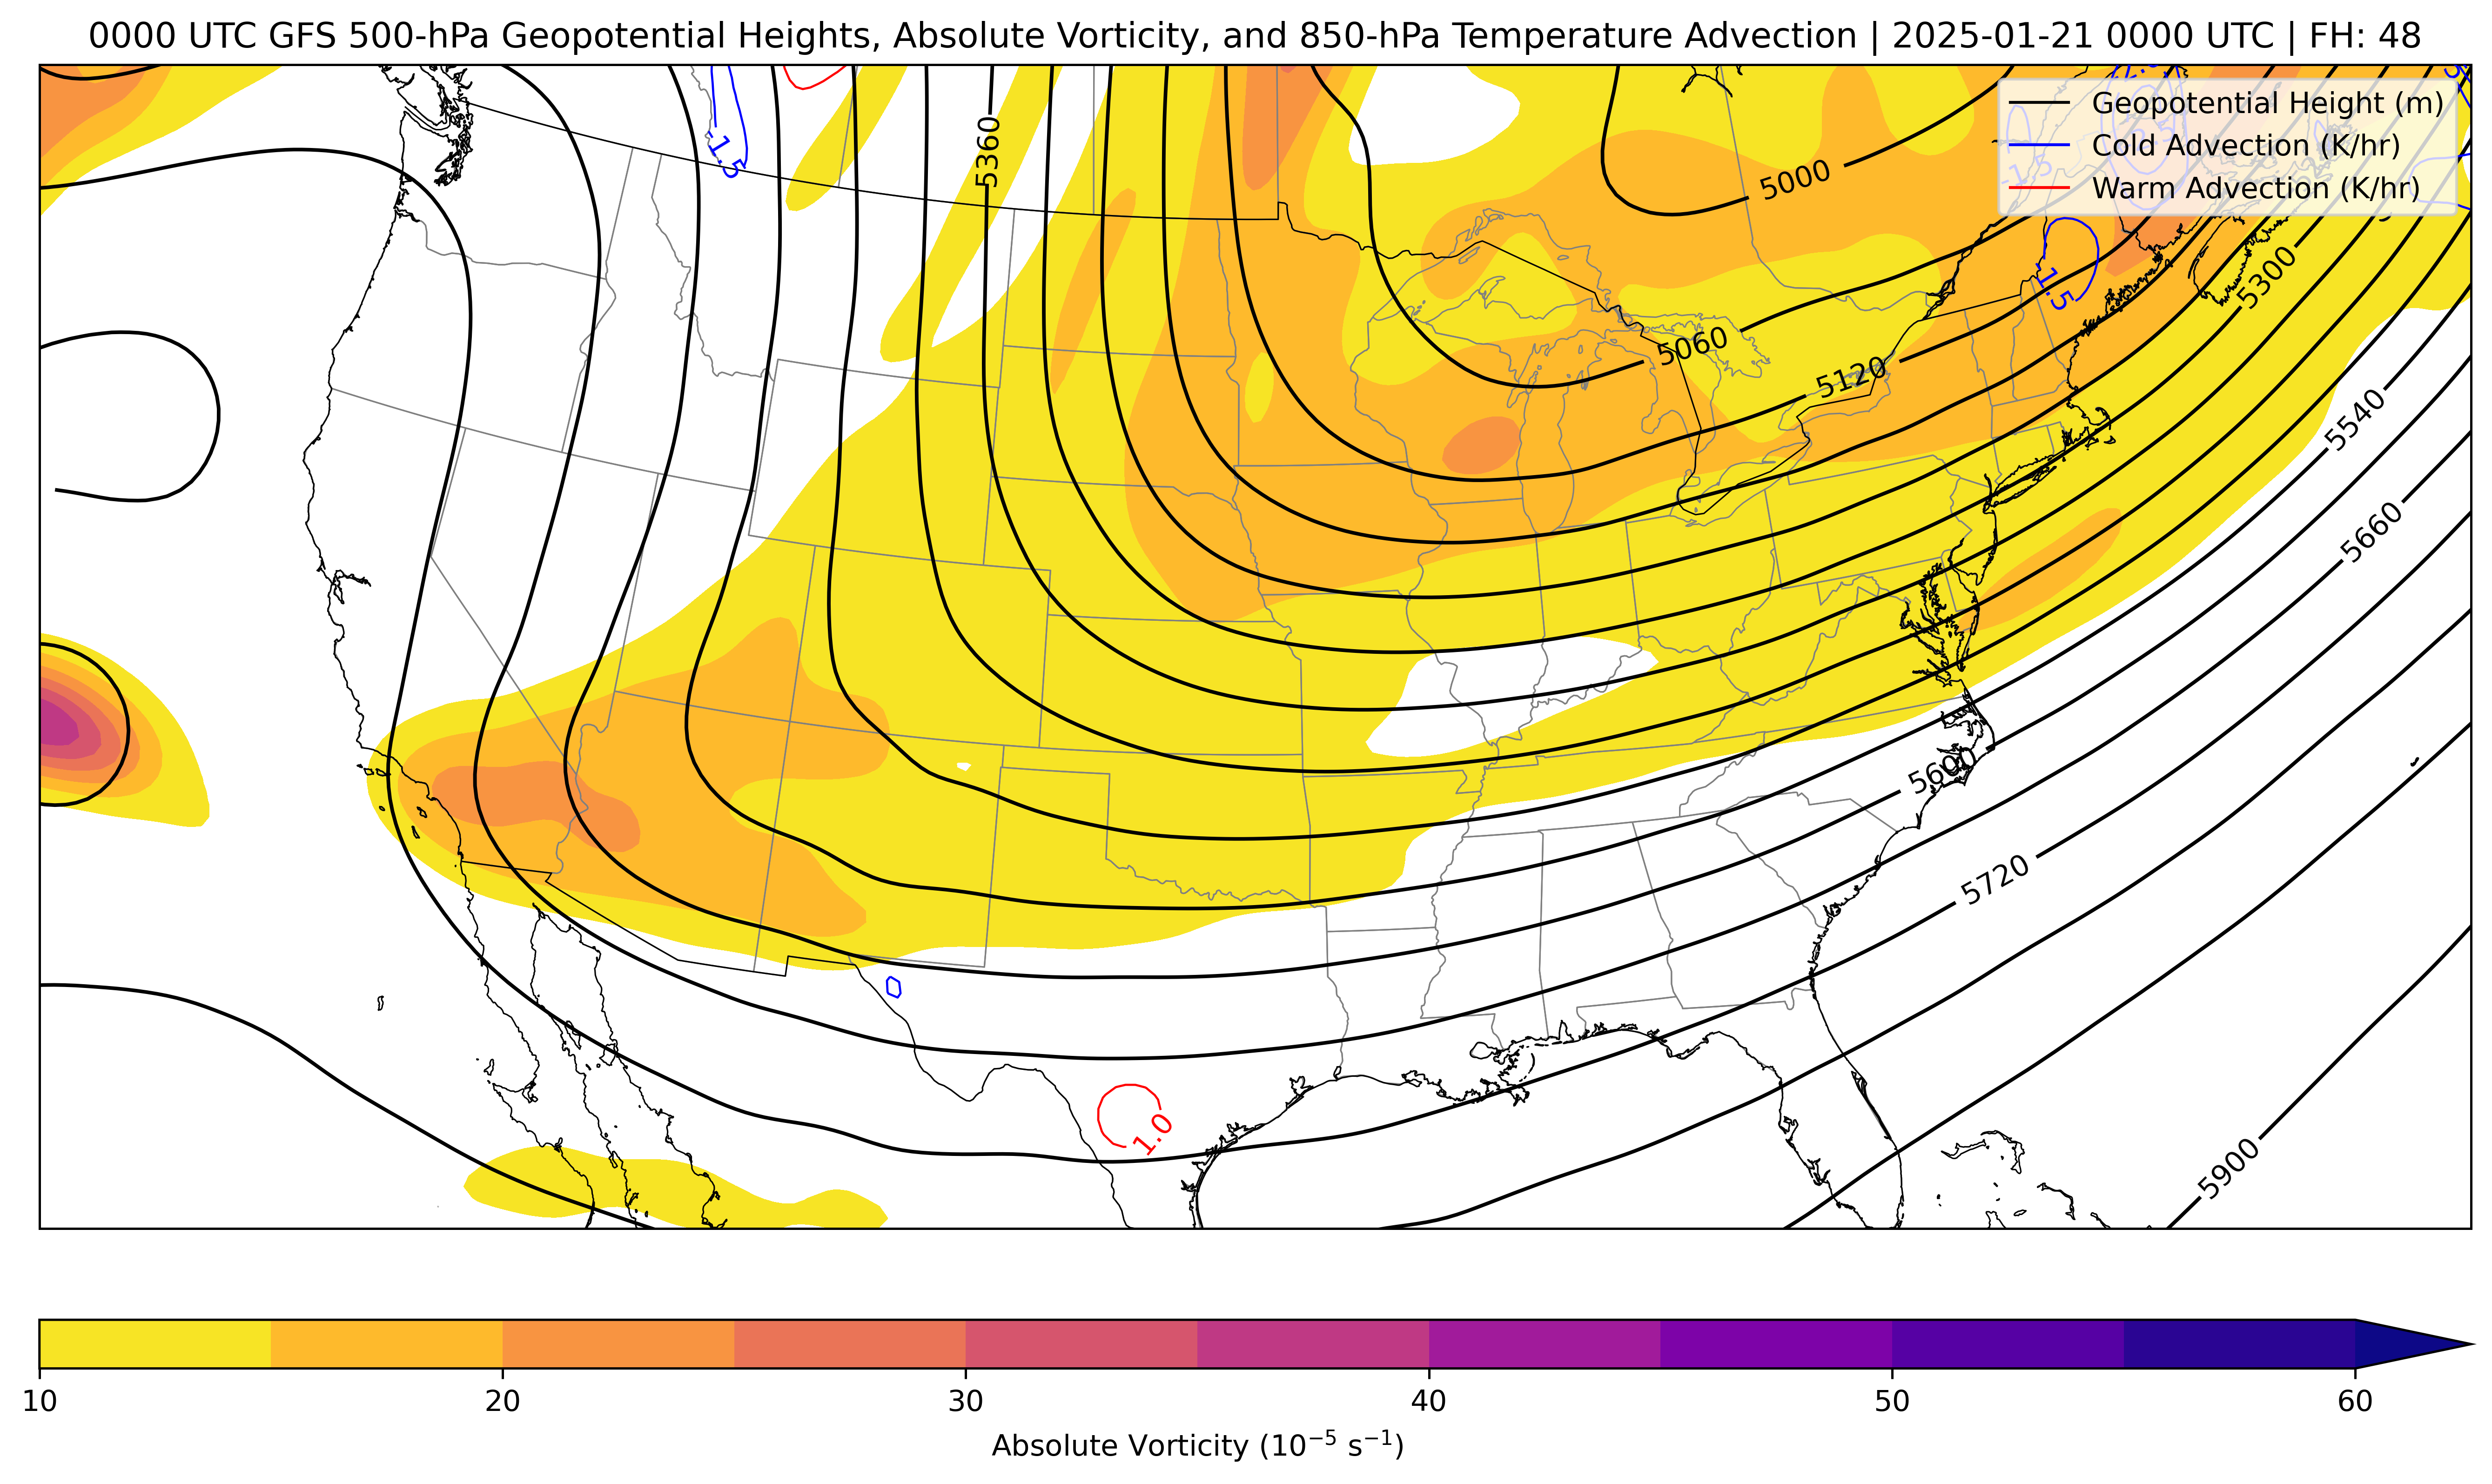 0000 UTC GFS 500-hPa Geopotential Heights, Absolute Vorticity, and 850-hPa Temperature Advection | 2025-01-21 0000 UTC | FH: 48
Geopotential Height (m)
Cold Advection (K/hr)
Warm Advection (K/hr)
-1.5
5360
5000
-1.5
-1.5
5300
5060
5120
5540
5660
5600
5720
1.0
5900
10 20 30 40 50 60
Absolute Vorticity (10⁻⁵ s⁻¹)